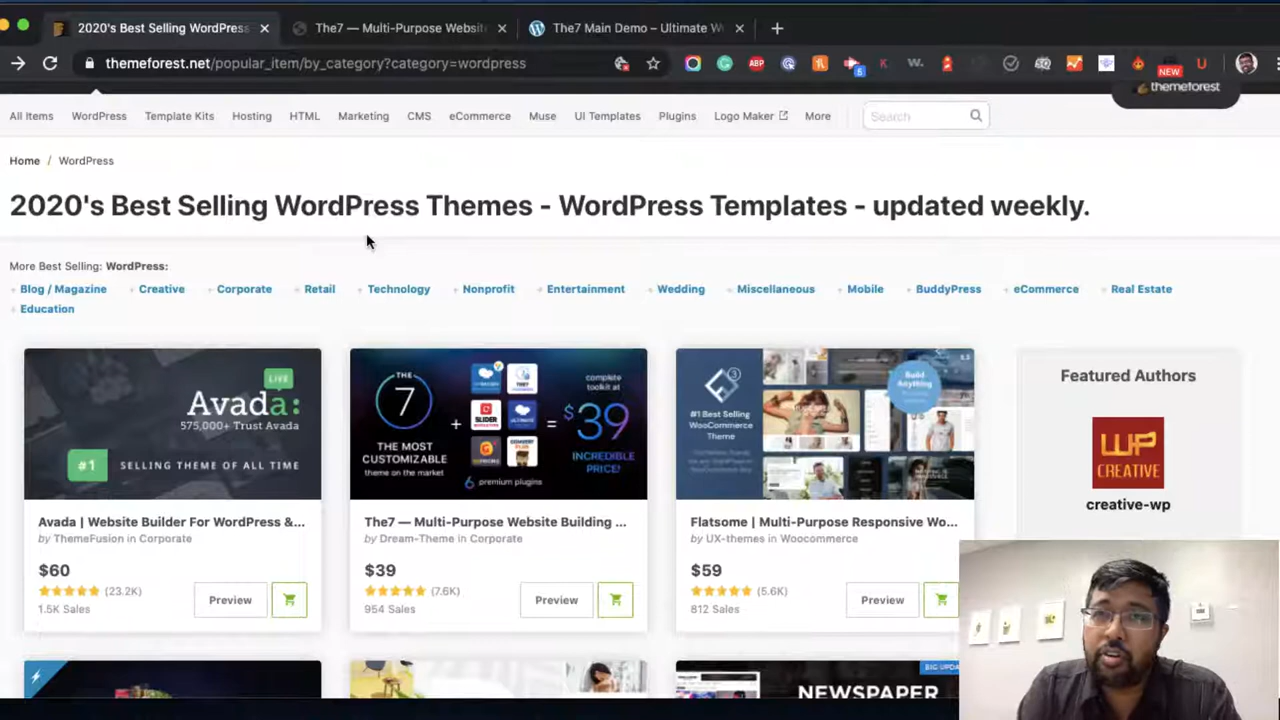 2020's Best Selling WordPress
The7 — Multi-Purpose Websit
The7 Main Demo – Ultimate W
themeforest.net/popular_item/by_category?category=wordpress
ABP
5
K
W.
NEW
U
themeforest
All Items
WordPress
Template Kits
Hosting
HTML
Marketing
CMS
eCommerce
Muse
UI Templates
Plugins
Logo Maker
More
Search
Home / WordPress
2020's Best Selling WordPress Themes - WordPress Templates - updated weekly.
More Best Selling: WordPress:
Blog / Magazine
Creative
Corporate
Retail
Technology
Nonprofit
Entertainment
Wedding
Miscellaneous
Mobile
BuddyPress
eCommerce
Real Estate
Education
LIVE
Avada:
575,000+ Trust Avada
#1 SELLING THEME OF ALL TIME
Avada | Website Builder For WordPress &...
by ThemeFusion in Corporate
$60
(23.2K)
1.5K Sales
Preview
THE
7
THE MOST
CUSTOMIZABLE
theme on the market
+
=
complete
toolkit at
$39
INCREDIBLE
PRICE!
6 premium plugins
The7 — Multi-Purpose Website Building ...
by Dream-Theme in Corporate
$39
(7.6K)
954 Sales
Preview
3
#1 Best Selling
WooCommerce
Theme
Build
Anything
Flatsome | Multi-Purpose Responsive Wo...
by UX-themes in Woocommerce
$59
(5.6K)
812 Sales
Preview
Featured Authors
WP
CREATIVE
creative-wp
BIG UPDA
NEWSPAPER